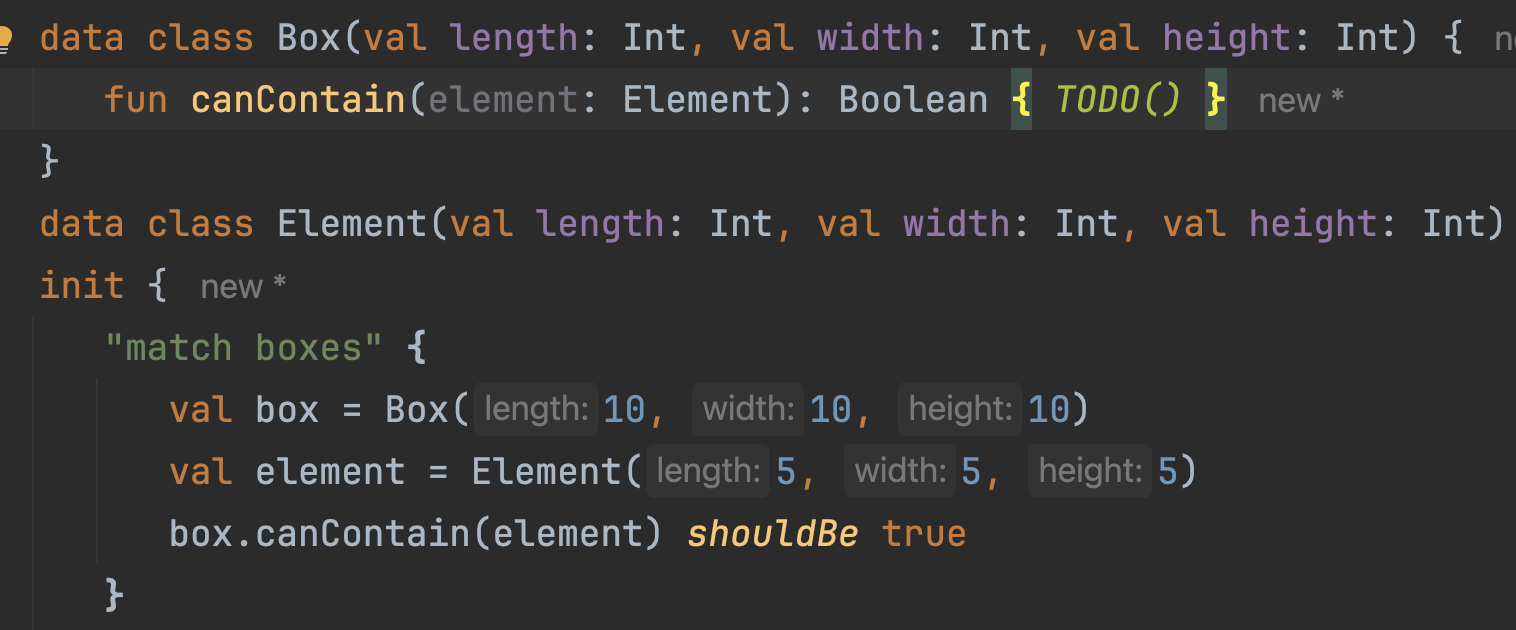 data class Box(val length: Int, val width: Int, val height: Int) {
fun canContain(element: Element): Boolean { TODO() } new *
}
data class Element(val length: Int, val width: Int, val height: Int)
init { new *
"match boxes" {
val box = Box( length: 10, width: 10, height: 10)
val element = Element( length: 5, width: 5, height: 5)
box.canContain(element) shouldBe true
}